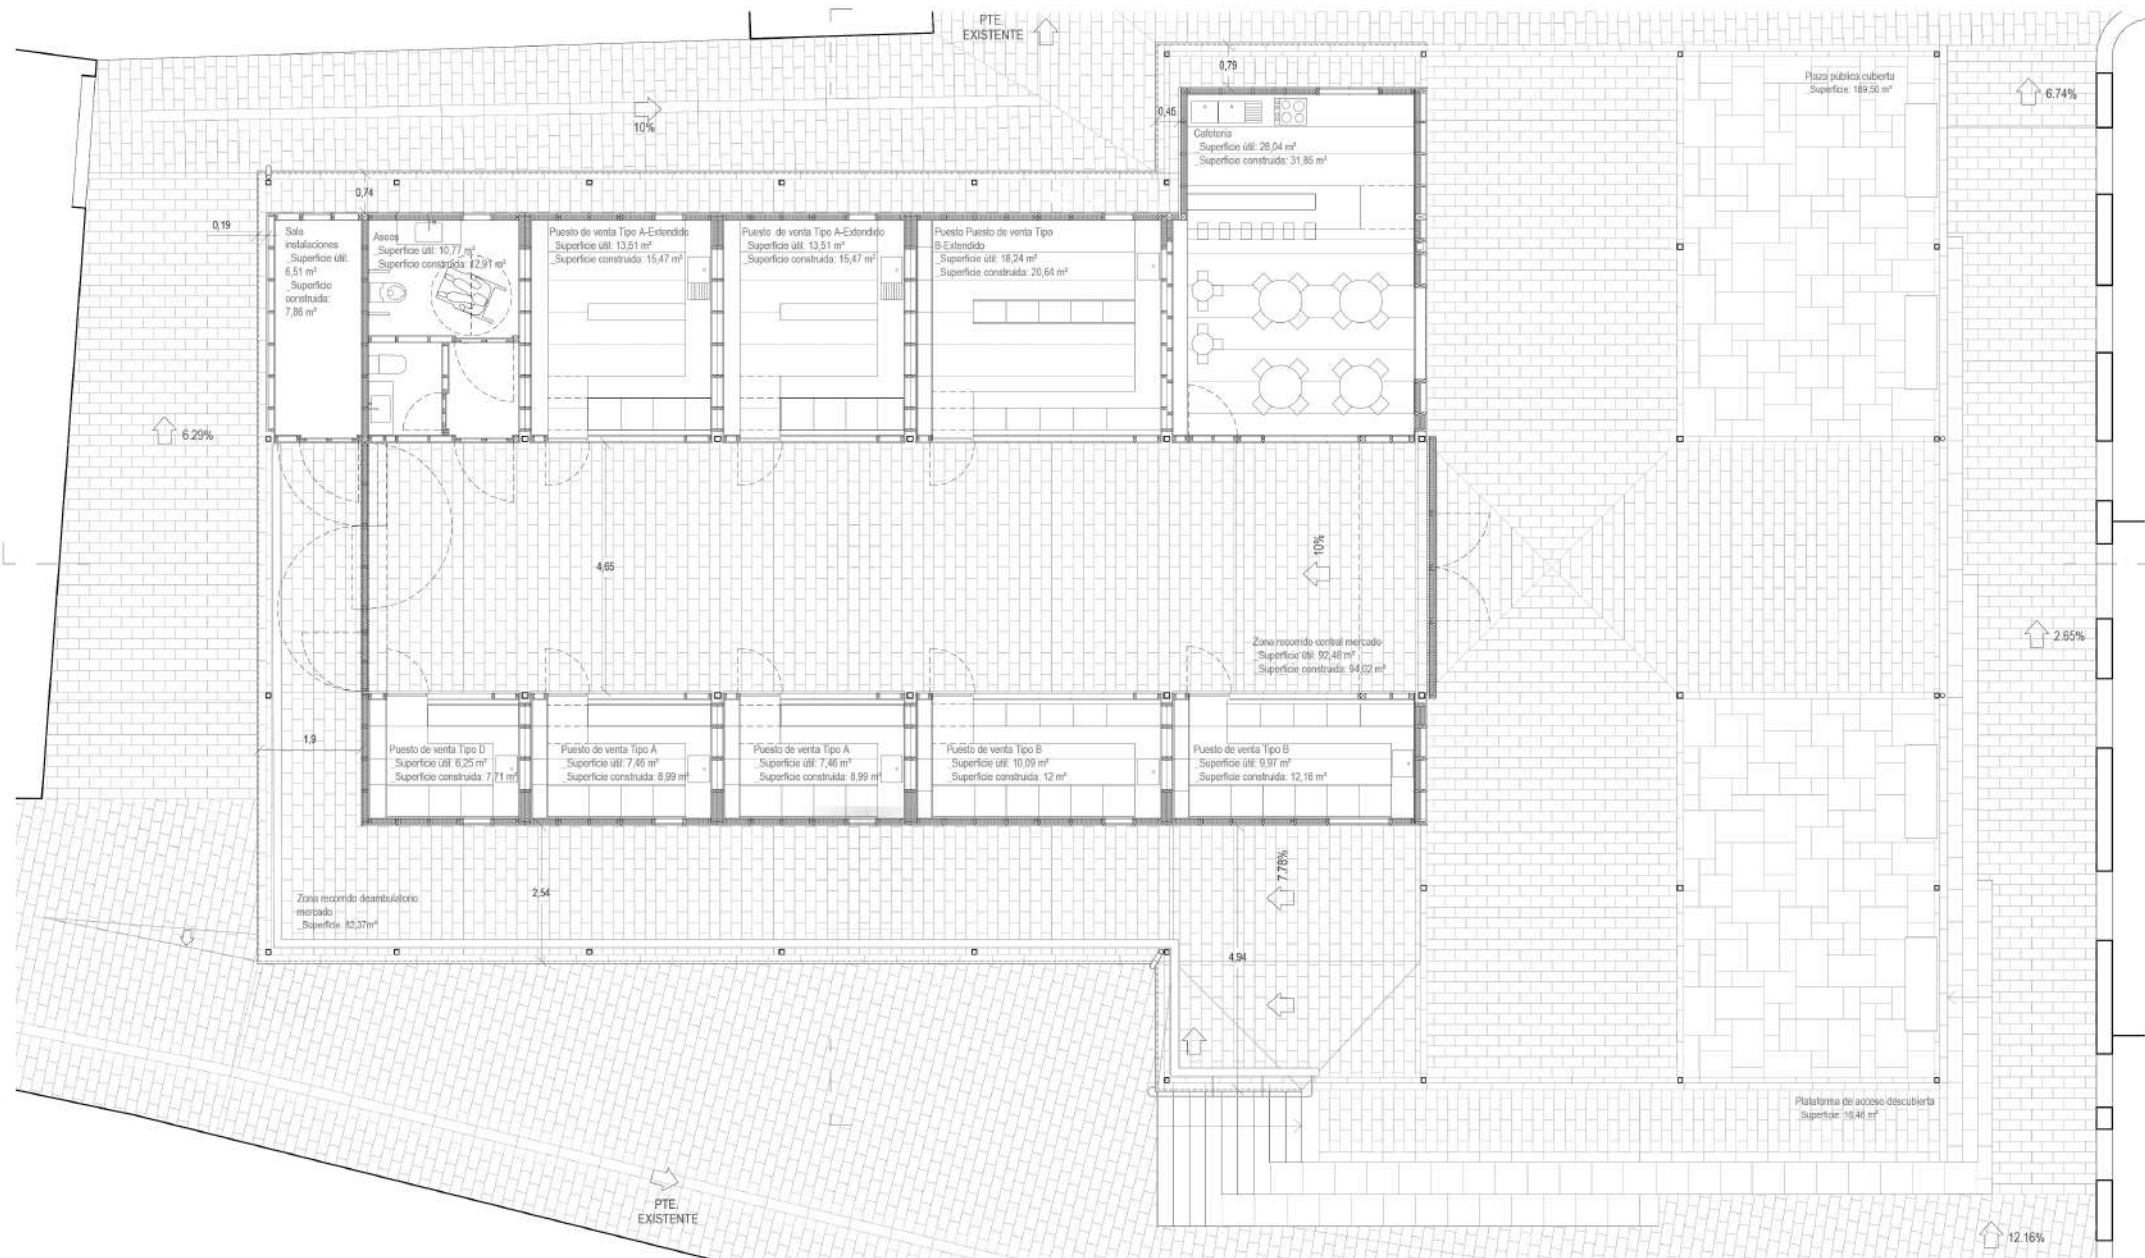 PTE.
EXISTENTE
0,79
Plaza pública cubierta
_Superficie: 189,50 m²
6.74%
10%
0,45
Cafetería
_Superficie útil: 28,04 m²
_Superficie construida: 31,85 m²
0,74
0,19
Sala
instalaciones
_Superficie útil:
6,51 m²
_Superficie
construida:
7,86 m²
Aseos
_Superficie útil: 10,77 m²
_Superficie construida: 12,91 m²
Puesto de venta Tipo A-Extendido
_Superficie útil: 13,51 m²
_Superficie construida: 15,47 m²
Puesto de venta Tipo A-Extendido
_Superficie útil: 13,51 m²
_Superficie construida: 15,47 m²
Puesto Puesto de venta Tipo
B-Extendido
_Superficie útil: 18,24 m²
_Superficie construida: 20,64 m²
6.29%
4,65
10%
Zona recorrido central mercado
_Superficie útil: 92,48 m²
_Superficie construida: 94,02 m²
2.65%
1,9
Puesto de venta Tipo D
_Superficie útil: 6,25 m²
_Superficie construida: 7,71 m²
Puesto de venta Tipo A
_Superficie útil: 7,46 m²
_Superficie construida: 8,99 m²
Puesto de venta Tipo A
_Superficie útil: 7,46 m²
_Superficie construida: 8,99 m²
Puesto de venta Tipo B
_Superficie útil: 10,09 m²
_Superficie construida: 12 m²
Puesto de venta Tipo B
_Superficie útil: 9,97 m²
_Superficie construida: 12,16 m²
7.78%
2,54
Zona recorrido deambulatorio
mercado
_Superficie: 82,37m²
4,94
Plataforma de acceso descubierta
_Superficie: 16,46 m²
PTE.
EXISTENTE
12.16%